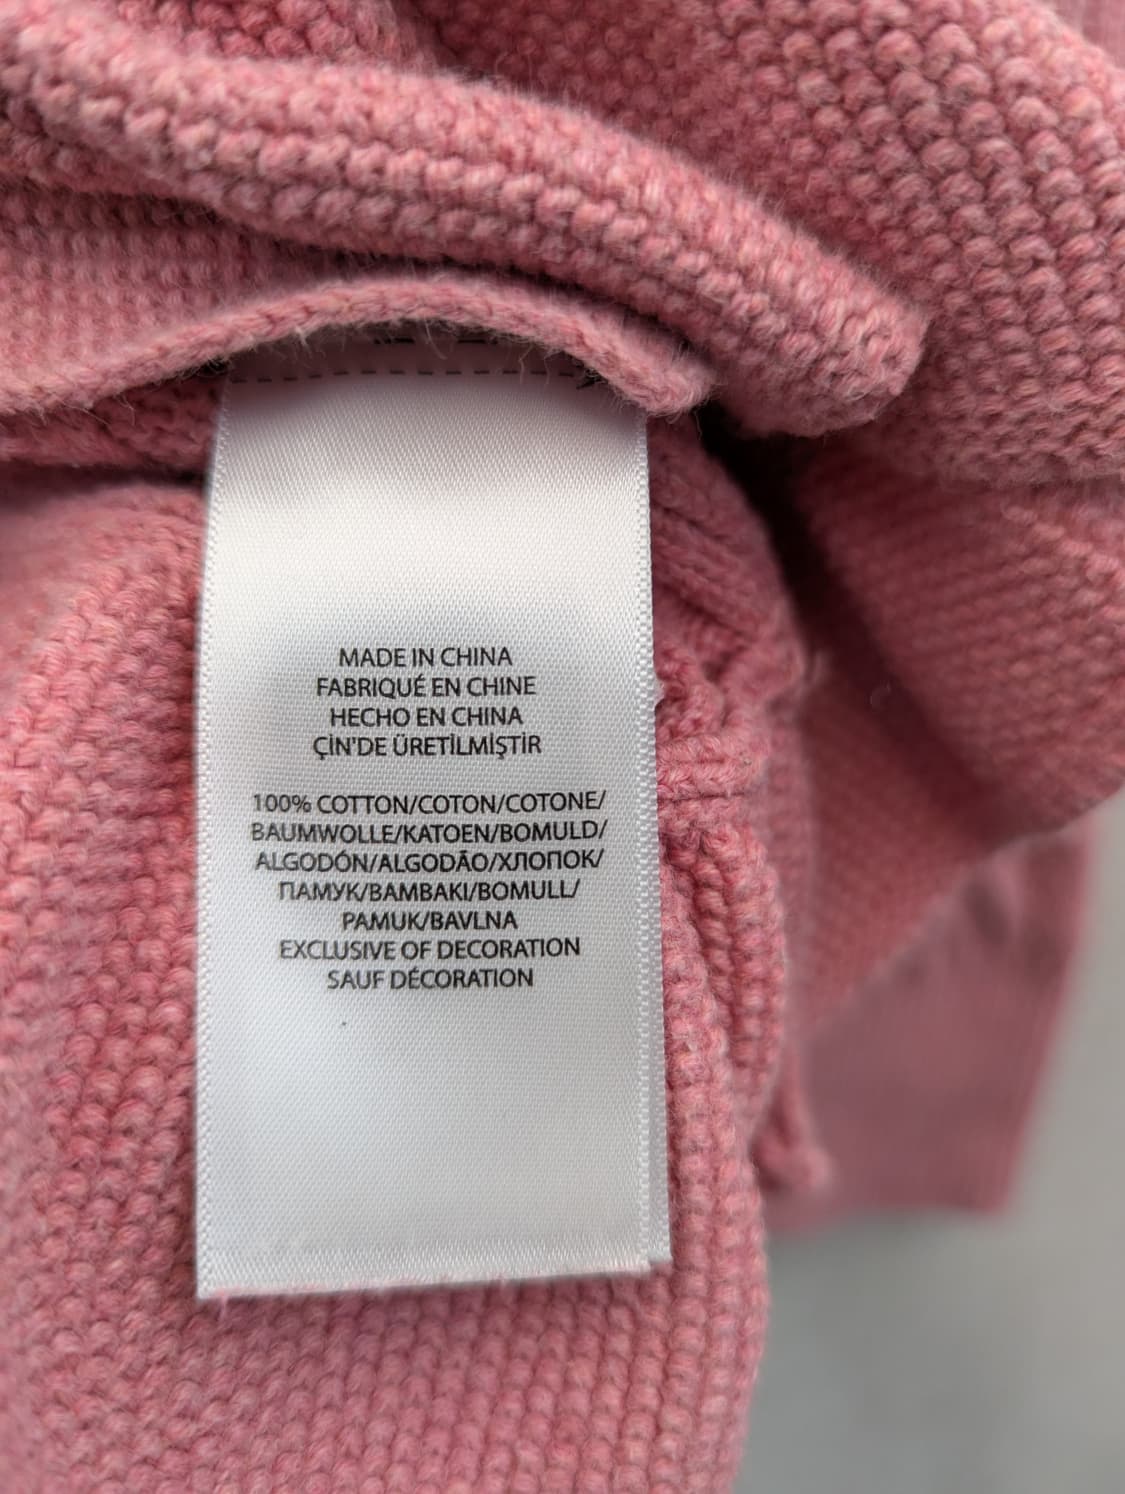 MADE IN CHINA
FABRIQUÉ EN CHINE
HECHO EN CHINA
ÇİN'DE ÜRETİLMİŞTİR
100% COTTON/COTON/COTONE/
BAUMWOLLE/KATOEN/BOMULD/
ALGODÓN/ALGODÃO/ХЛОПОК/
ПАМУК/BAMBAKI/BOMULL/
PAMUK/BAVLNA
EXCLUSIVE OF DECORATION
SAUF DÉCORATION